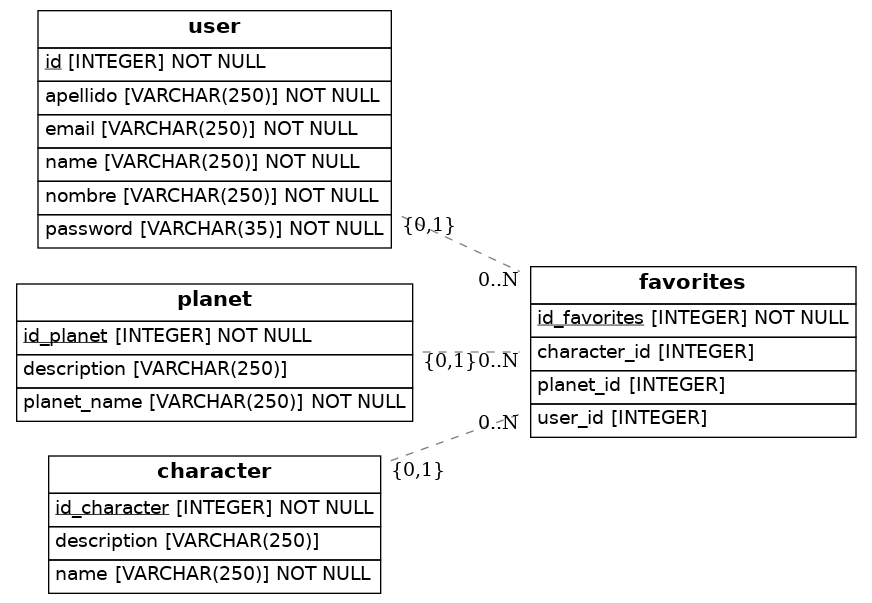 user
id [INTEGER] NOT NULL
apellido [VARCHAR(250)] NOT NULL
email [VARCHAR(250)] NOT NULL
name [VARCHAR(250)] NOT NULL
nombre [VARCHAR(250)] NOT NULL
password [VARCHAR(35)] NOT NULL
{0,1}
0..N
planet
id_planet [INTEGER] NOT NULL
description [VARCHAR(250)]
planet_name [VARCHAR(250)] NOT NULL
{0,1}
0..N
character
id_character [INTEGER] NOT NULL
description [VARCHAR(250)]
name [VARCHAR(250)] NOT NULL
{0,1}
0..N
favorites
id_favorites [INTEGER] NOT NULL
character_id [INTEGER]
planet_id [INTEGER]
user_id [INTEGER]